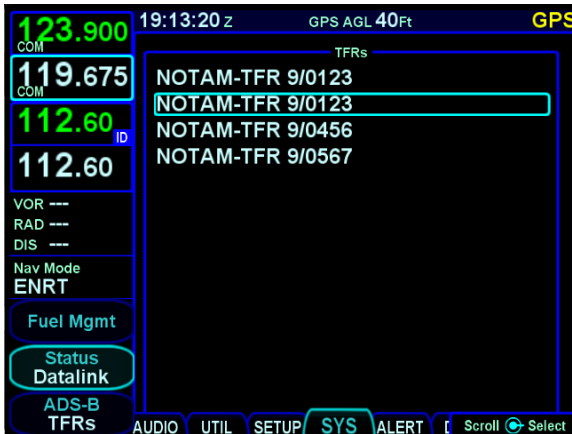 123.900
COM
119.675
COM
112.60
ID
112.60
VOR ---
RAD ---
DIS ---
Nav Mode
ENRT
Fuel Mgmt
Status
Datalink
ADS-B
TFRs
19:13:20 Z
GPS AGL 40Ft
GPS
TFRs
NOTAM-TFR 9/0123
NOTAM-TFR 9/0123
NOTAM-TFR 9/0456
NOTAM-TFR 9/0567
AUDIO
UTIL
SETUP
SYS
ALERT
Scroll Select